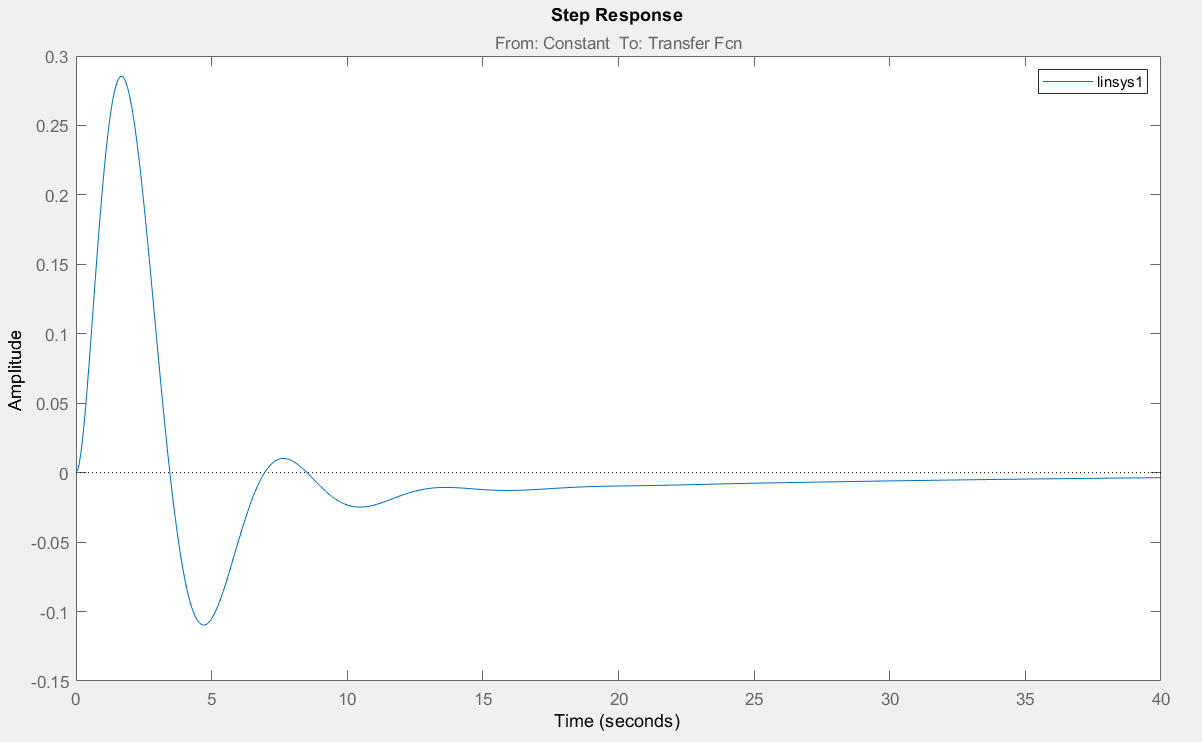 Step Response
From: Constant To: Transfer Fcn
linsys1
0.3
0.25
0.2
0.15
0.1
0.05
0
-0.05
-0.1
-0.15
Amplitude
0 5 10 15 20 25 30 35 40
Time (seconds)